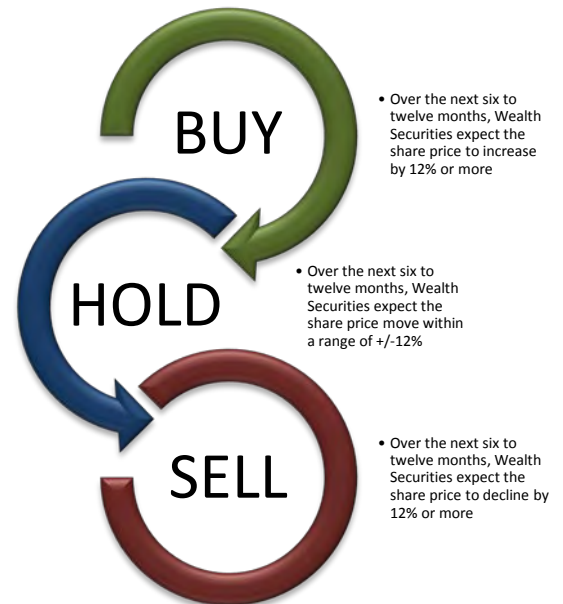 BUY
• Over the next six to
twelve months, Wealth
Securities expect the
share price to increase
by 12% or more
HOLD
• Over the next six to
twelve months, Wealth
Securities expect the
share price move within
a range of +/-12%
SELL
• Over the next six to
twelve months, Wealth
Securities expect the
share price to decline by
12% or more